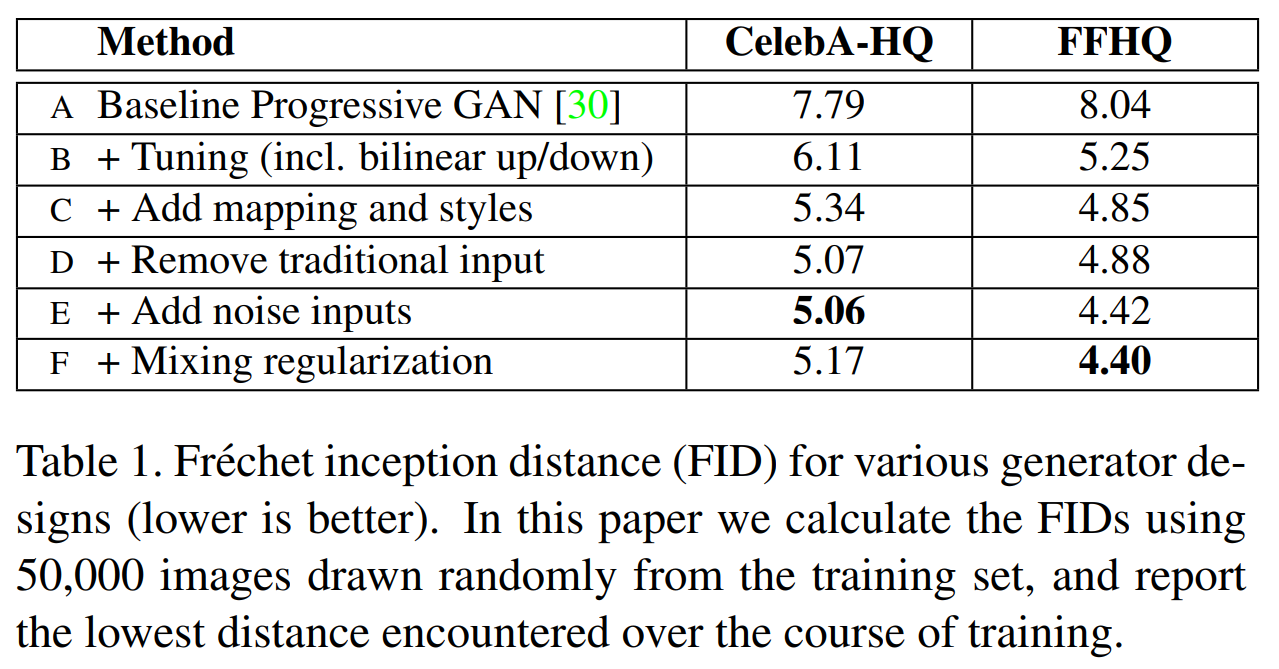 Method CelebA-HQ FFHQ
A Baseline Progressive GAN [30] 7.79 8.04
B + Tuning (incl. bilinear up/down) 6.11 5.25
C + Add mapping and styles 5.34 4.85
D + Remove traditional input 5.07 4.88
E + Add noise inputs 5.06 4.42
F + Mixing regularization 5.17 4.40
Table 1. Fréchet inception distance (FID) for various generator de-
signs (lower is better). In this paper we calculate the FIDs using
50,000 images drawn randomly from the training set, and report
the lowest distance encountered over the course of training.